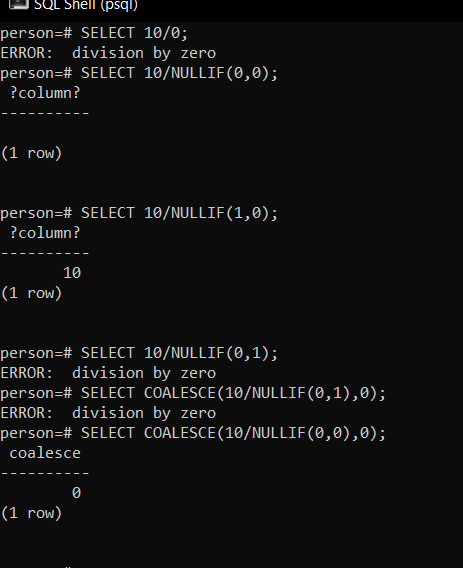 SQL Shell (psql)
person=# SELECT 10/0;
ERROR:  division by zero
person=# SELECT 10/NULLIF(0,0);
 ?column?
----------

(1 row)


person=# SELECT 10/NULLIF(1,0);
 ?column?
----------
       10
(1 row)


person=# SELECT 10/NULLIF(0,1);
ERROR:  division by zero
person=# SELECT COALESCE(10/NULLIF(0,1),0);
ERROR:  division by zero
person=# SELECT COALESCE(10/NULLIF(0,0),0);
 coalesce
----------
        0
(1 row)